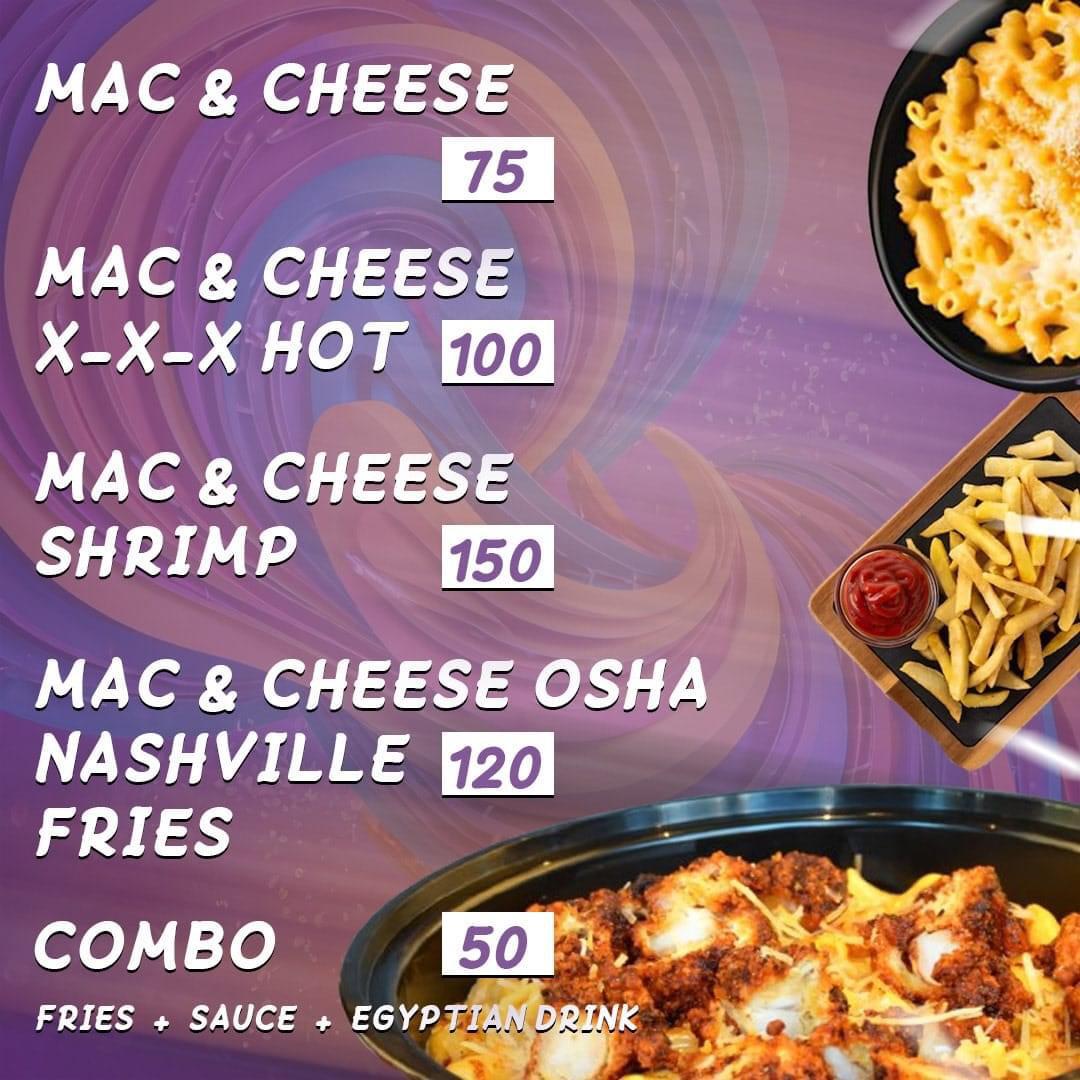 MAC & CHEESE
75
MAC & CHEESE
X-X-X HOT 100
MAC & CHEESE
SHRIMP 150
MAC & CHEESE OSHA
NASHVILLE 120
FRIES
COMBO 50
FRIES + SAUCE + EGYPTIAN DRINK